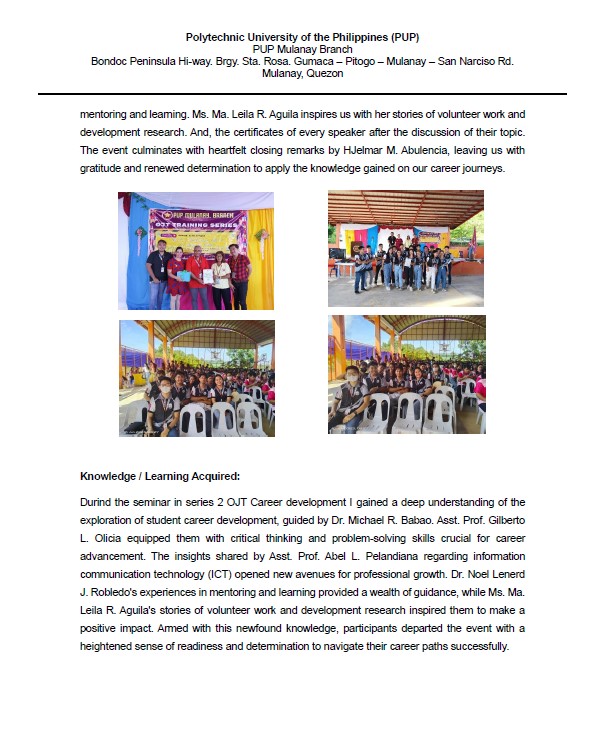 Polytechnic University of the Philippines (PUP)
PUP Mulanay Branch
Bondoc Peninsula Hi-way. Brgy. Sta. Rosa. Gumaca – Pitogo – Mulanay – San Narciso Rd.
Mulanay, Quezon
mentoring and learning. Ms. Ma. Leila R. Aguila inspires us with her stories of volunteer work and
development research. And, the certificates of every speaker after the discussion of their topic.
The event culminates with heartfelt closing remarks by HJelmar M. Abulencia, leaving us with
gratitude and renewed determination to apply the knowledge gained on our career journeys.
PUP MULANAY BRANCH
OJT TRAINING SERIES
Knowledge / Learning Acquired:
Durind the seminar in series 2 OJT Career development I gained a deep understanding of the
exploration of student career development, guided by Dr. Michael R. Babao. Asst. Prof. Gilberto
L. Olicia equipped them with critical thinking and problem-solving skills crucial for career
advancement. The insights shared by Asst. Prof. Abel L. Pelandiana regarding information
communication technology (ICT) opened new avenues for professional growth. Dr. Noel Lenerd
J. Robledo's experiences in mentoring and learning provided a wealth of guidance, while Ms. Ma.
Leila R. Aguila's stories of volunteer work and development research inspired them to make a
positive impact. Armed with this newfound knowledge, participants departed the event with a
heightened sense of readiness and determination to navigate their career paths successfully.